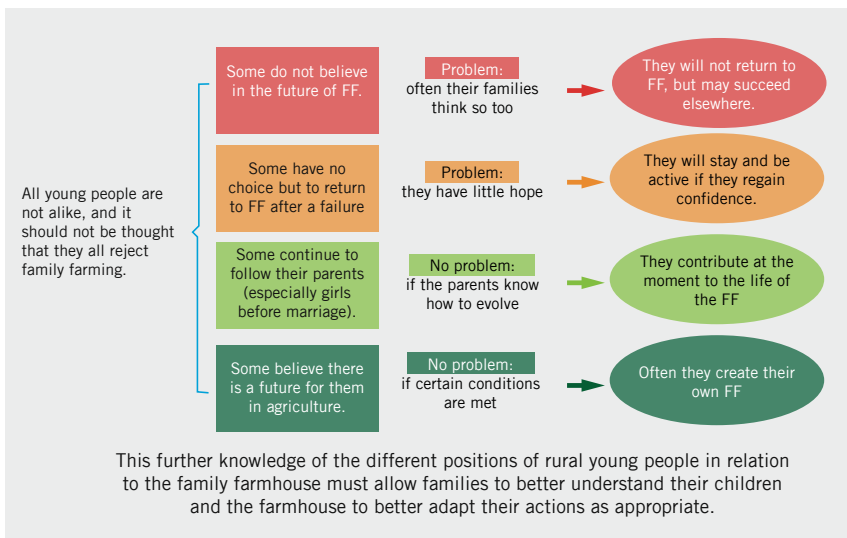 All young people are
not alike, and it
should not be thought
that they all reject
family farming.
Some do not believe
in the future of FF.
Problem:
often their families
think so too
They will not return to
FF, but may succeed
elsewhere.
Some have no
choice but to return
to FF after a failure
Problem:
they have little hope
They will stay and be
active if they regain
confidence.
Some continue to
follow their parents
(especially girls
before marriage).
No problem:
if the parents know
how to evolve
They contribute at the
moment to the life of
the FF
Some believe there
is a future for them
in agriculture.
No problem:
if certain conditions
are met
Often they create their
own FF
This further knowledge of the different positions of rural young people in relation
to the family farmhouse must allow families to better understand their children
and the farmhouse to better adapt their actions as appropriate.